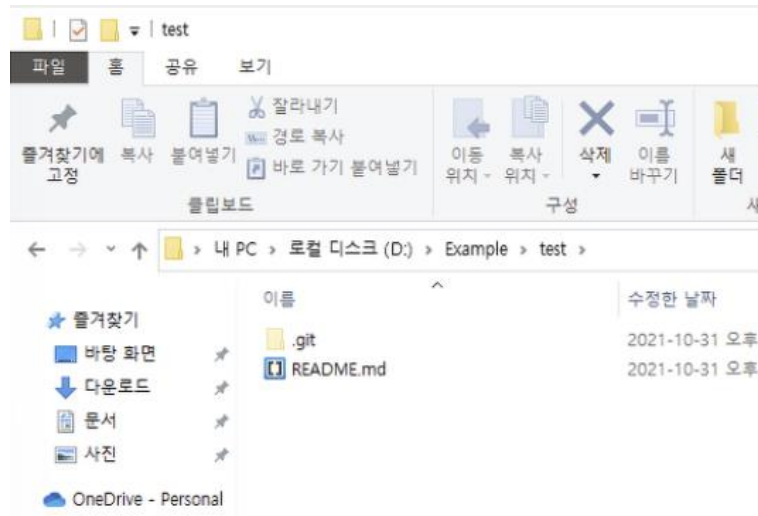 test
파일 홈 공유 보기
즐겨찾기에 고정
복사
붙여넣기
잘라내기
경로 복사
바로 가기 붙여넣기
이동 위치
복사 위치
삭제
이름 바꾸기
새 폴더
클립보드
구성
내 PC › 로컬 디스크 (D:) › Example › test ›
이름 수정한 날짜
즐겨찾기
바탕 화면
다운로드
문서
사진
OneDrive - Personal
.git 2021-10-31 오후
README.md 2021-10-31 오후